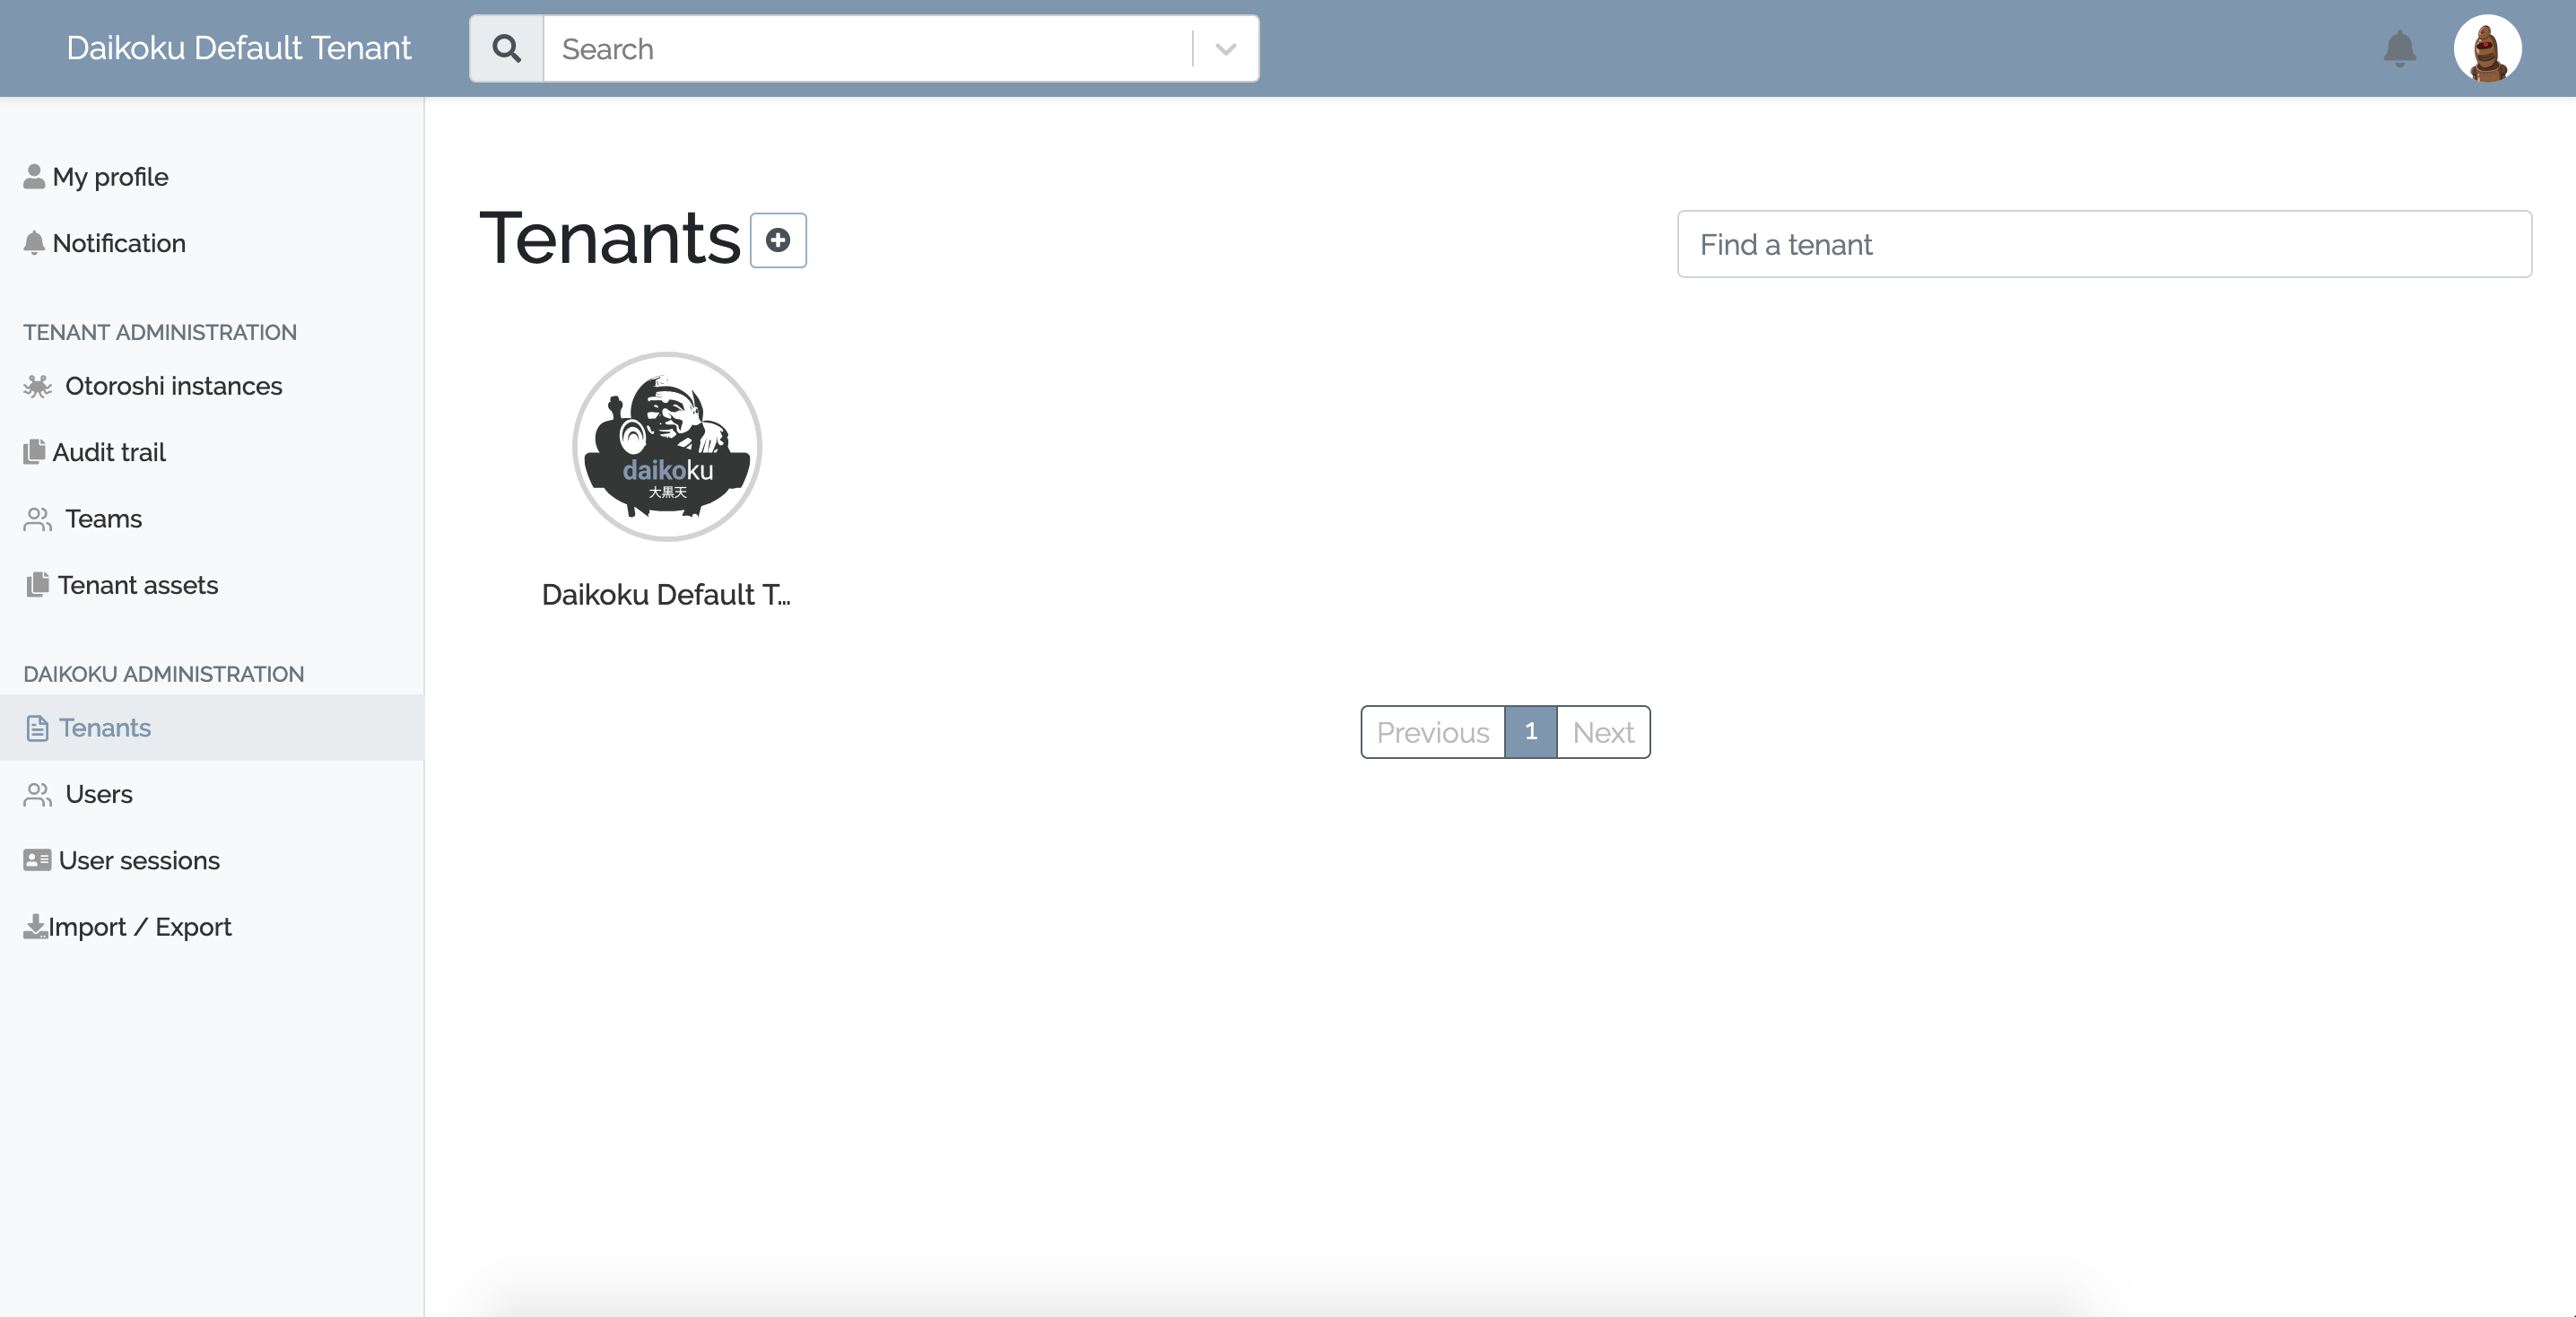 Daikoku Default Tenant
Search
My profile
Notification
TENANT ADMINISTRATION
Otoroshi instances
Audit trail
Teams
Tenant assets
DAIKOKU ADMINISTRATION
Tenants
Users
User sessions
Import / Export
Tenants
Find a tenant
daikoku
大黒天
Daikoku Default T...
Previous 1 Next